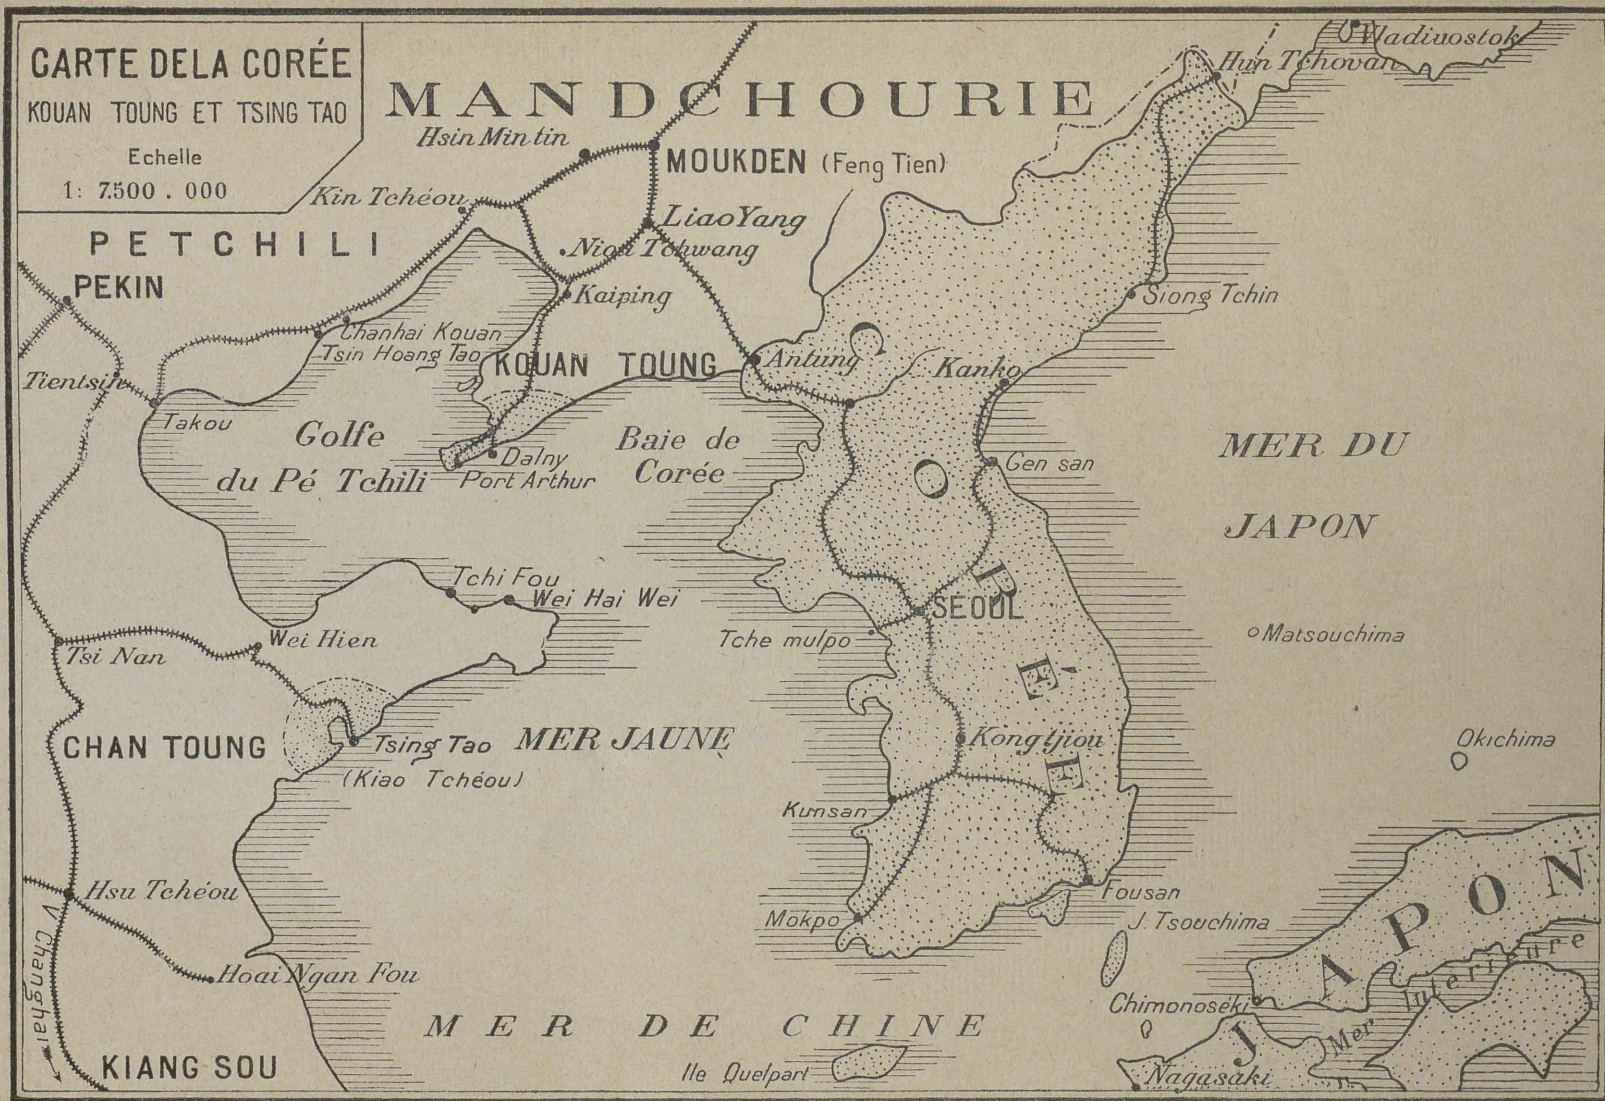 CARTE DELA CORÉE
KOUAN TOUNG ET TSING TAO
Echelle
1: 7.500.000
MANDCHOURIE
Vladivostok
Hun Tchovan
Hsin Min tin
MOUKDEN (Feng Tien)
Kin Tchéou
Liao Yang
Niou Tchwang
PETCHILI
PEKIN
Kaiping
Siong Tchin
Chanhai Kouan
Tsin Hoang Tao
KOUAN TOUNG
Antung
Kanko
Tientsin
Takou
Golfe
du Pé Tchili
Dalny
Port Arthur
Baie de
Corée
Gen san
MER DU
JAPON
CORÉE
Tchi Fou
Wei Hai Wei
SÉOUL
Tche mulpo
Matsouchima
Tsi Nan
Wei Hien
CHAN TOUNG
Tsing Tao
(Kiao Tchéou)
MER JAUNE
Kong tjiou
Okichima
Kunsan
Hsu Tchéou
Fousan
Mokpo
J. Tsouchima
JAPON
Mer Intérieure
V Changhai
Hoai Ngan Fou
Chimonoséki
MER DE CHINE
KIANG SOU
Ile Quelpart
Nagasaki